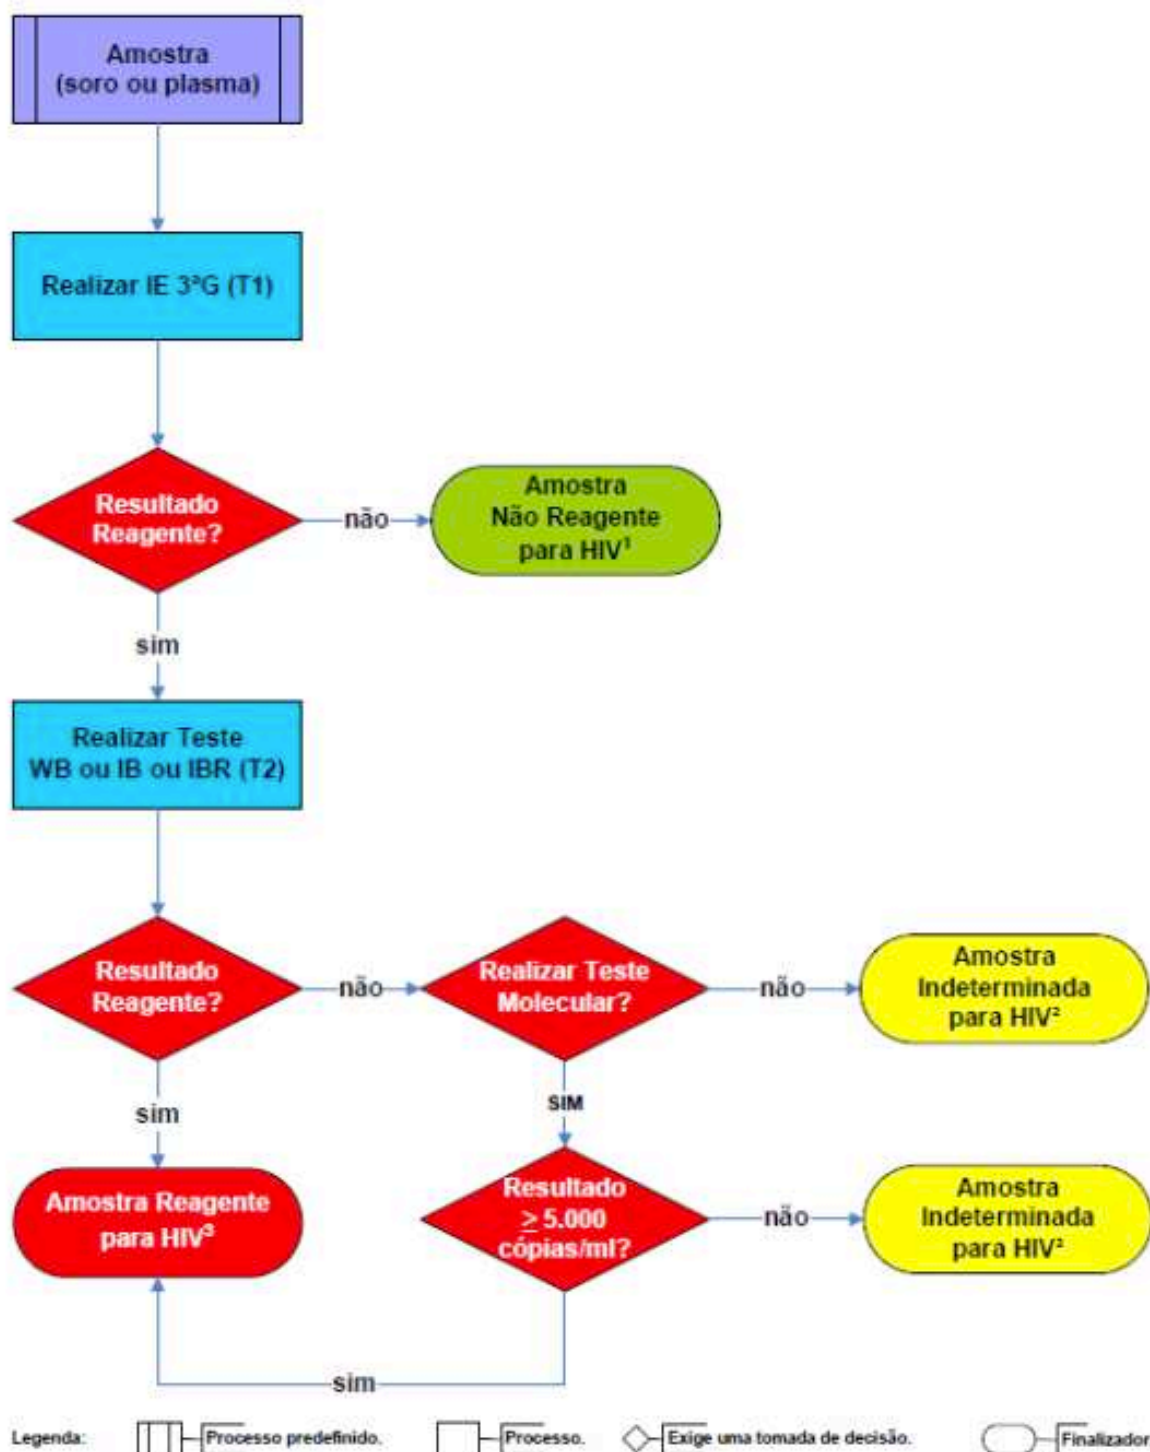 Amostra
(soro ou plasma)
Realizar IE 3ªG (T1)
Resultado
Reagente?
não
Amostra
Não Reagente
para HIV¹
sim
Realizar Teste
WB ou IB ou IBR (T2)
Resultado
Reagente?
não
Realizar Teste
Molecular?
não
Amostra
Indeterminada
para HIV²
sim
SIM
Amostra Reagente
para HIV³
Resultado
≥ 5.000
cópias/ml?
não
Amostra
Indeterminada
para HIV²
sim
Legenda:
Processo predefinido.
Processo.
Exige uma tomada de decisão.
Finalizador